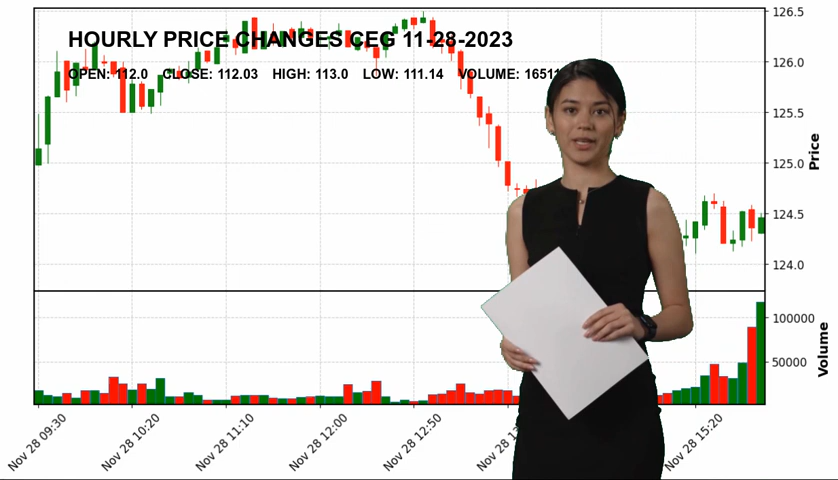 HOURLY PRICE CHANGES CEG 11-28-2023
OPEN: 112.0 CLOSE: 112.03 HIGH: 113.0 LOW: 111.14 VOLUME: 16511
126.5
126.0
125.5
125.0
124.5
124.0
Price
100000
50000
Volume
Nov 28 09:30
Nov 28 10:20
Nov 28 11:10
Nov 28 12:00
Nov 28 12:50
Nov 28 15:20